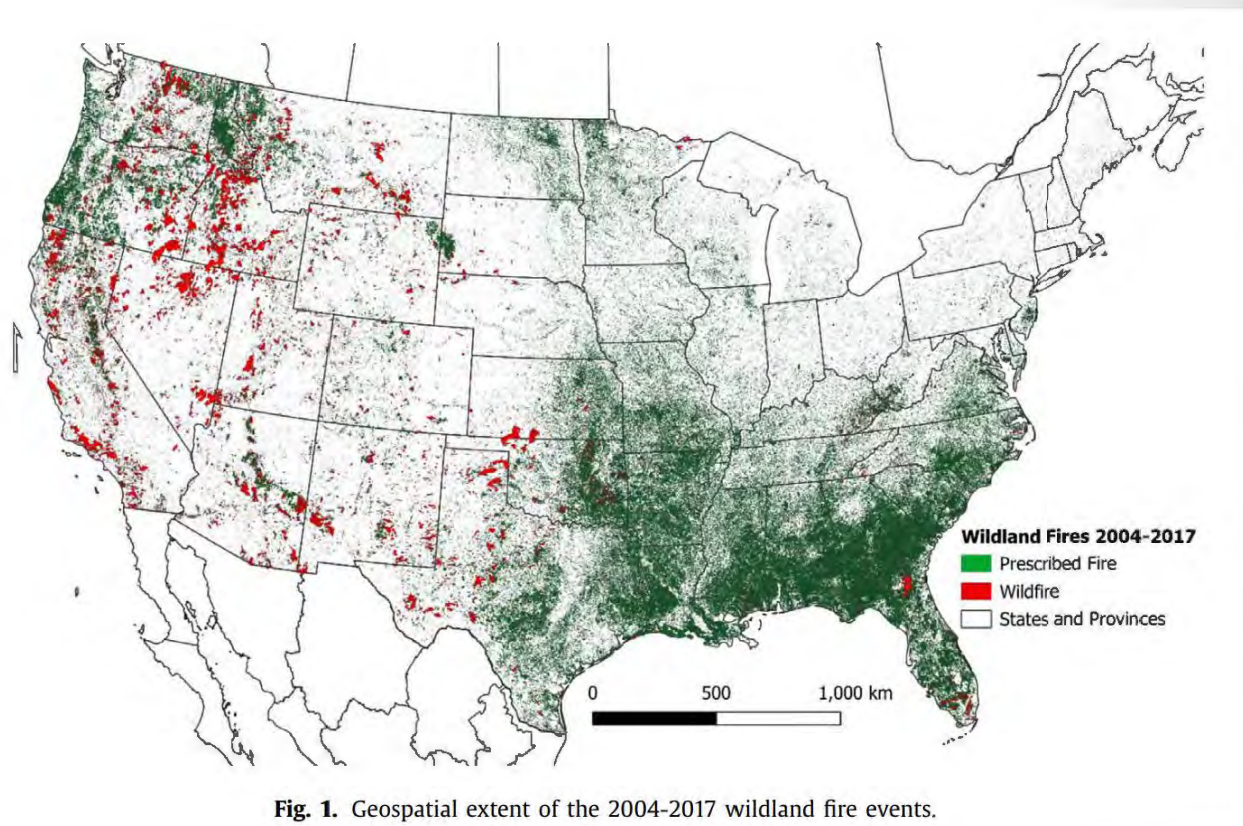 Wildland Fires 2004-2017
Prescribed Fire
Wildfire
States and Provinces
0 500 1,000 km
Fig. 1. Geospatial extent of the 2004-2017 wildland fire events.